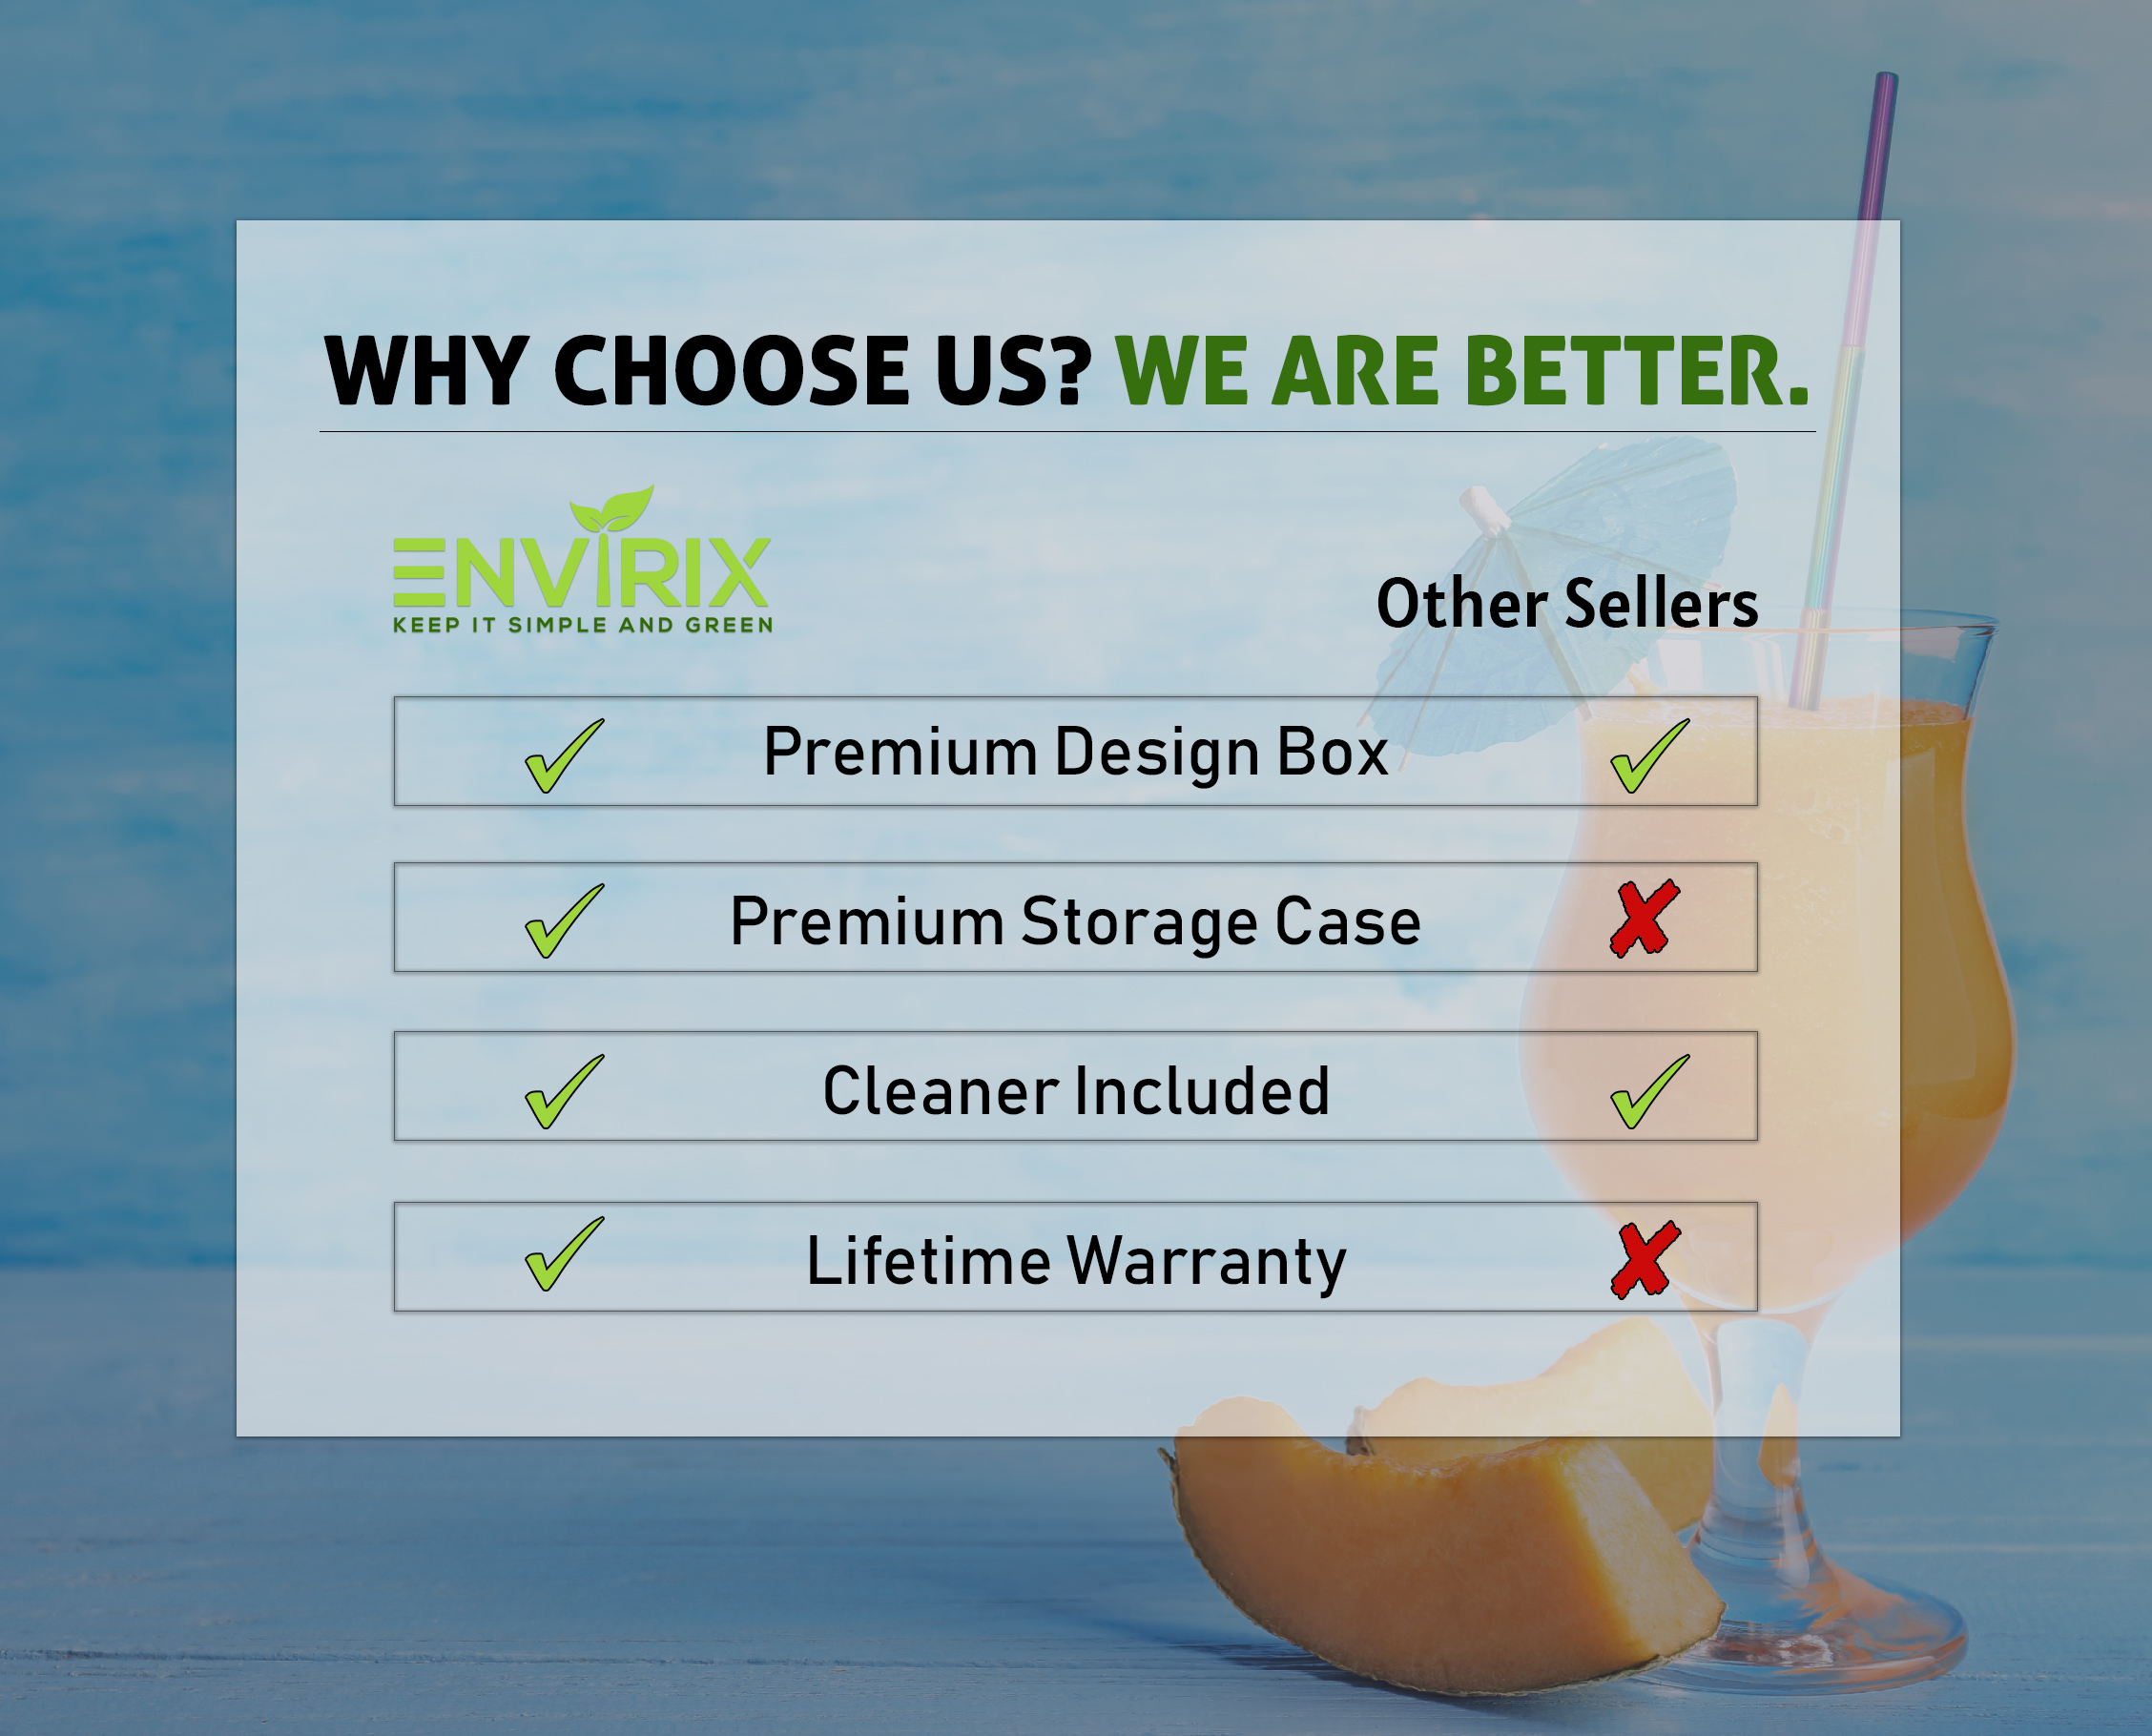 WHY CHOOSE US? WE ARE BETTER.
ENVIRIX
KEEP IT SIMPLE AND GREEN
Other Sellers
Premium Design Box
Premium Storage Case
Cleaner Included
Lifetime Warranty